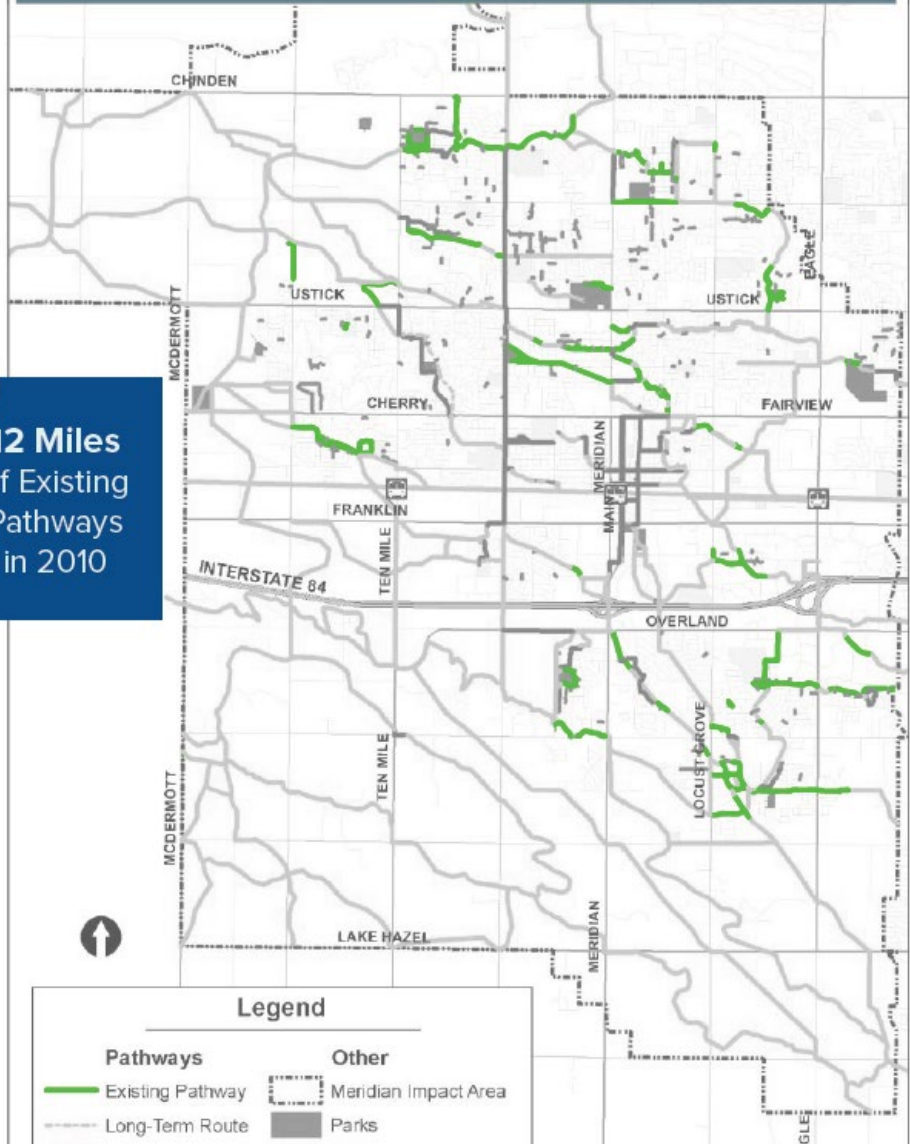 CHINDEN
EAGLE
USTICK
USTICK
MCDERMOTT
12 Miles
f Existing
Pathways
in 2010
CHERRY
FAIRVIEW
MERIDIAN
MAIN
FRANKLIN
TEN MILE
INTERSTATE 84
OVERLAND
LOCUST GROVE
TEN MILE
MCDERMOTT
LAKE HAZEL
MERIDIAN
Legend
Pathways
Other
Existing Pathway
Meridian Impact Area
Long-Term Route
Parks
GLE